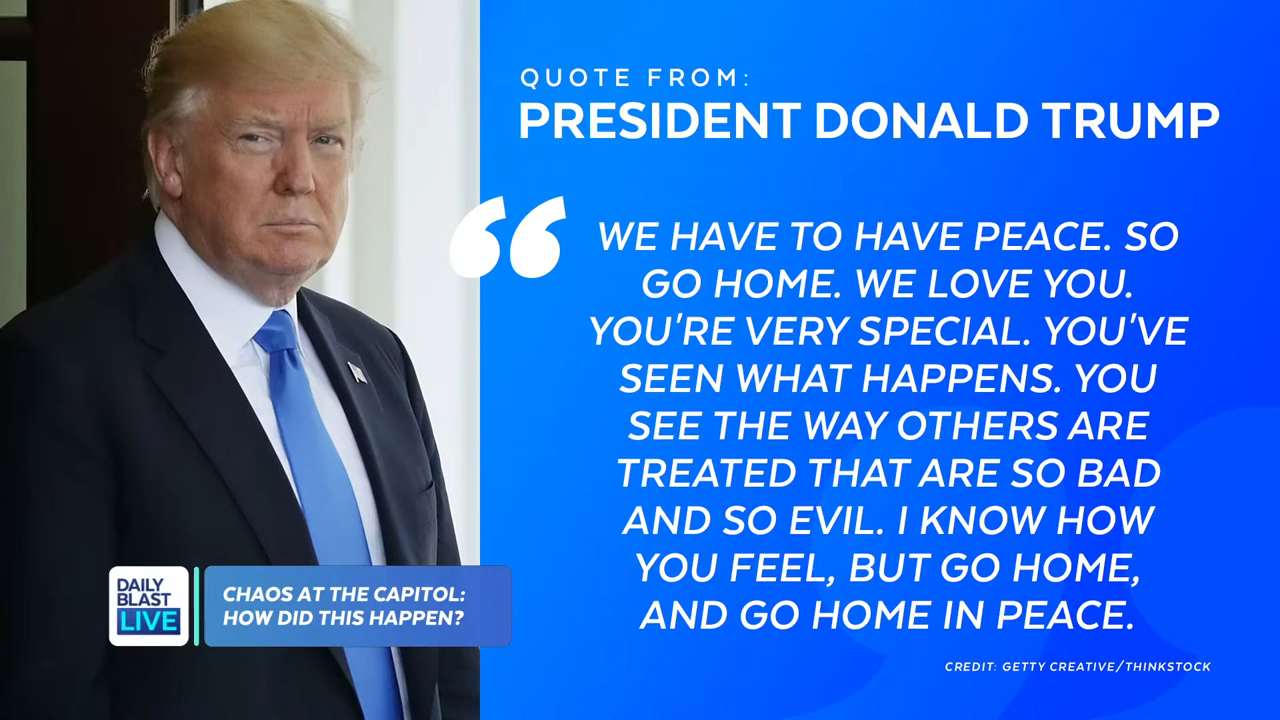 QUOTE FROM:
PRESIDENT DONALD TRUMP
“
WE HAVE TO HAVE PEACE. SO
GO HOME. WE LOVE YOU.
YOU'RE VERY SPECIAL. YOU'VE
SEEN WHAT HAPPENS. YOU
SEE THE WAY OTHERS ARE
TREATED THAT ARE SO BAD
AND SO EVIL. I KNOW HOW
YOU FEEL, BUT GO HOME,
AND GO HOME IN PEACE.
DAILY
BLAST
LIVE
CHAOS AT THE CAPITOL:
HOW DID THIS HAPPEN?
CREDIT: GETTY CREATIVE/THINKSTOCK